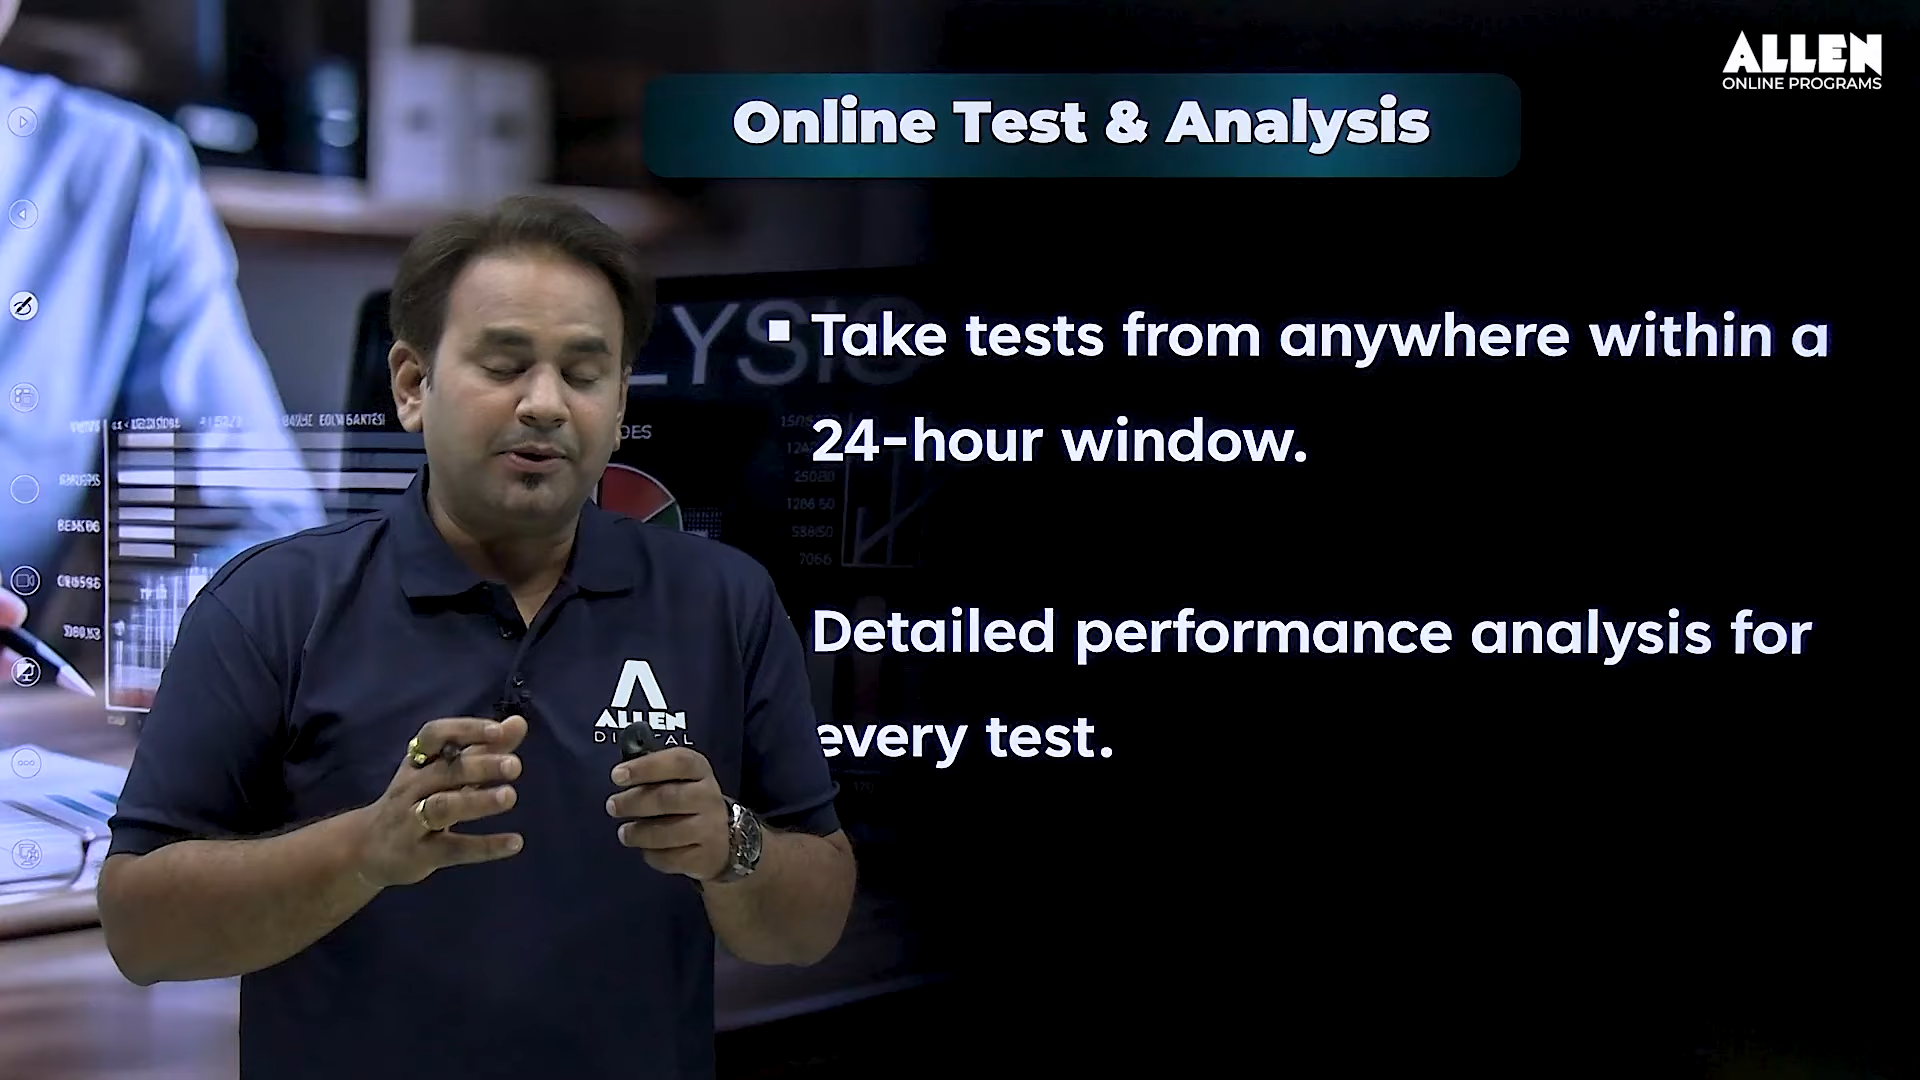 ALLEN
ONLINE PROGRAMS
Online Test & Analysis
▪ Take tests from anywhere within a
24-hour window.
Detailed performance analysis for
every test.
ALLEN